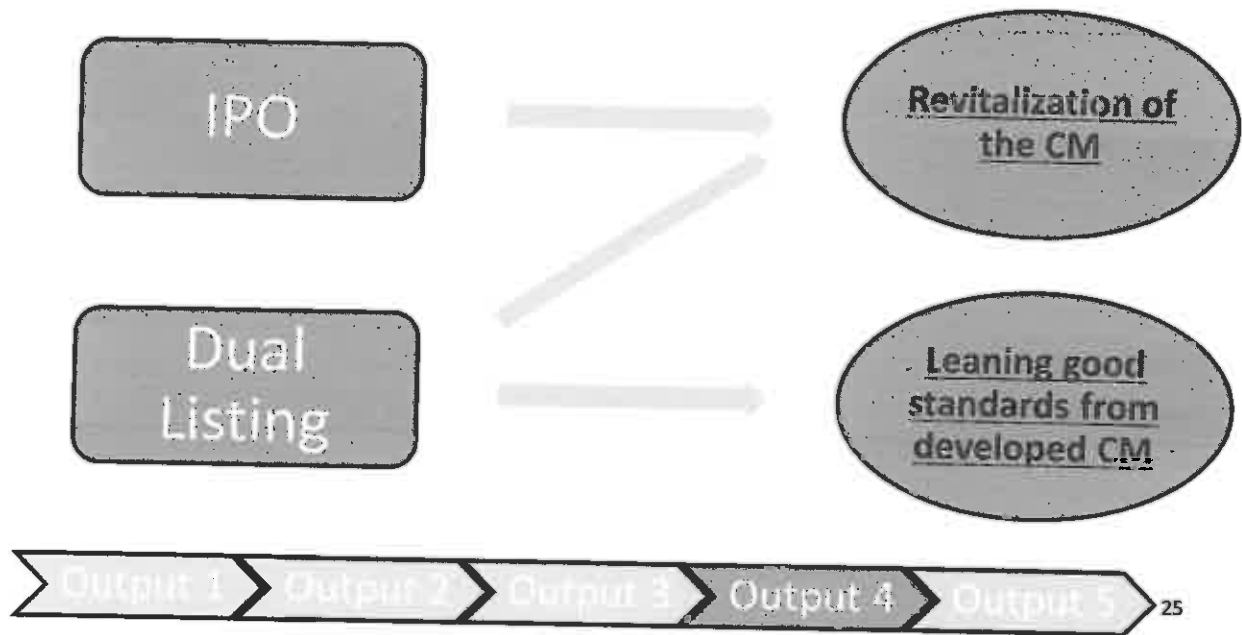 IPO
Revitalization of
the CM
Dual
Listing
Leaning good
standards from
developed CM
Output 1
Output 2
Output 3
Output 4
Output 5
25